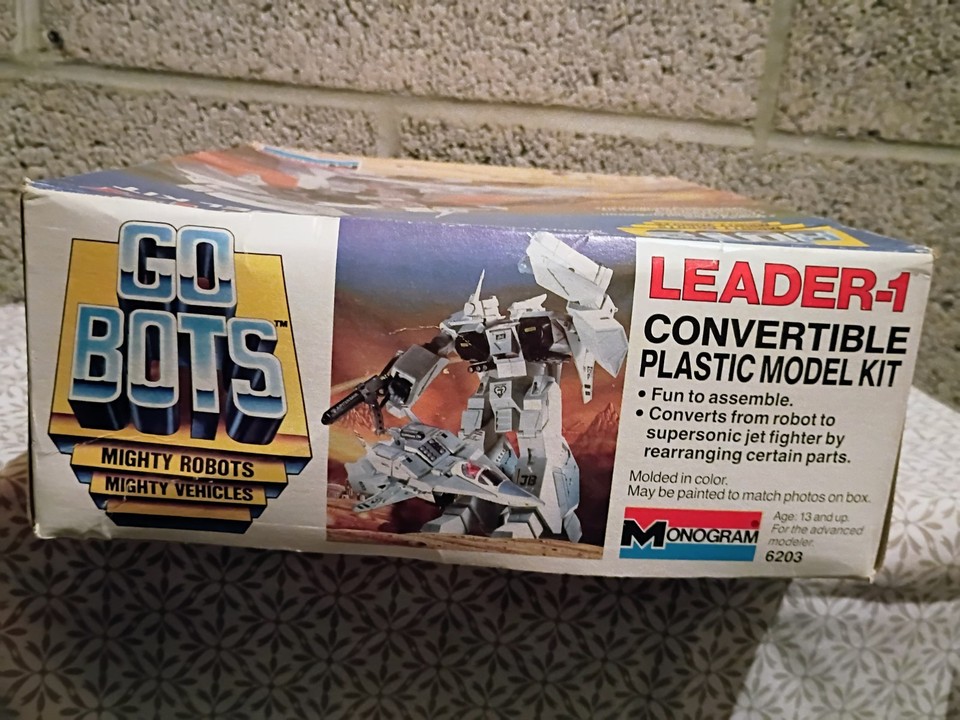 GO
BOTS™
MIGHTY ROBOTS
MIGHTY VEHICLES
LEADER-1
CONVERTIBLE
PLASTIC MODEL KIT
• Fun to assemble.
• Converts from robot to
supersonic jet fighter by
rearranging certain parts.
Molded in color.
May be painted to match photos on box.
MONOGRAM®
Age: 13 and up.
For the advanced
modeler.
6203